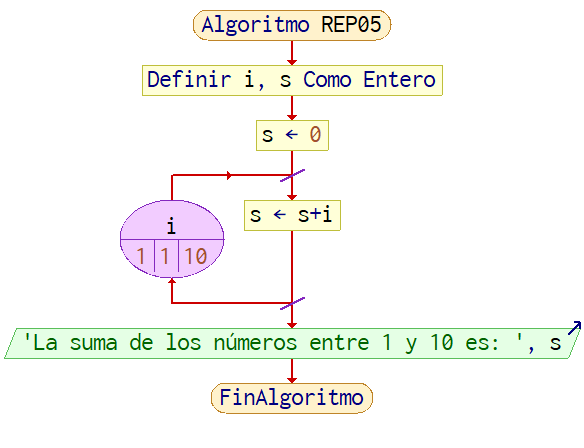 Algoritmo REP05
Definir i, s Como Entero
s ← 0
i
1 1 10
s ← s+i
'La suma de los números entre 1 y 10 es: ', s
FinAlgoritmo